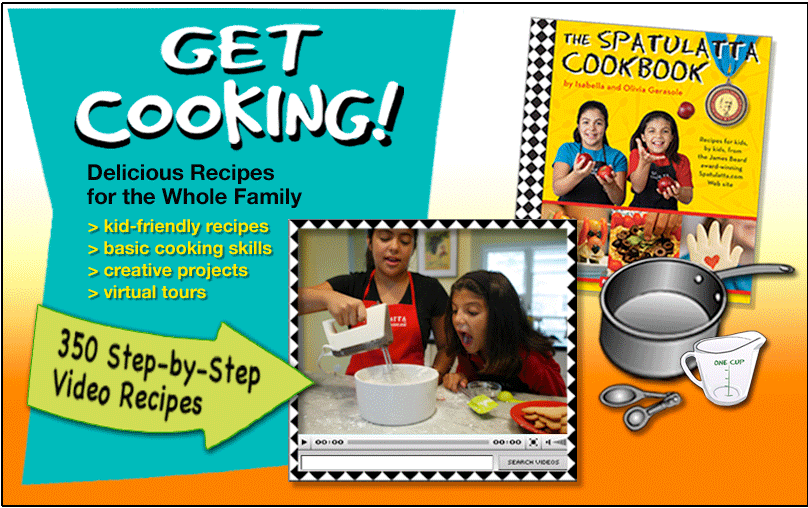 GET
COOKING!
Delicious Recipes
for the Whole Family
> kid-friendly recipes
> basic cooking skills
> creative projects
> virtual tours
350 Step-by-Step
Video Recipes
THE SPATULATTA
COOKBOOK
by Isabella and Olivia Gerasole
Recipes for kids,
by kids, from
the James Beard
award-winning
Spatulatta.com
Web site
00:00
00:00
SEARCH VIDEOS
ONE CUP